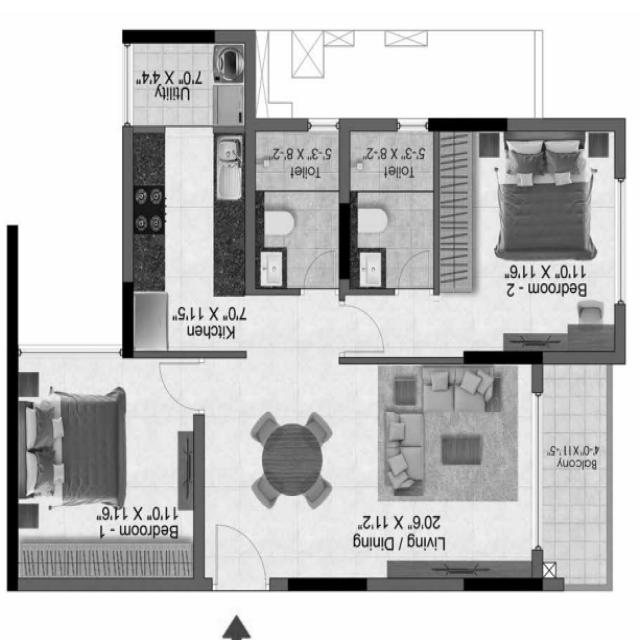 Living / Dining
20'6" X 11'2"
Bedroom - 1
11'0" X 11'6"
Balcony
4'-0"X11'-5"
Kitchen
7'0" X 11'5"
Bedroom - 2
11'0" X 11'6"
Toilet
5'-3" X 8'-2"
Toilet
5'-3" X 8'-2"
Utility
7'0" X 4'4"